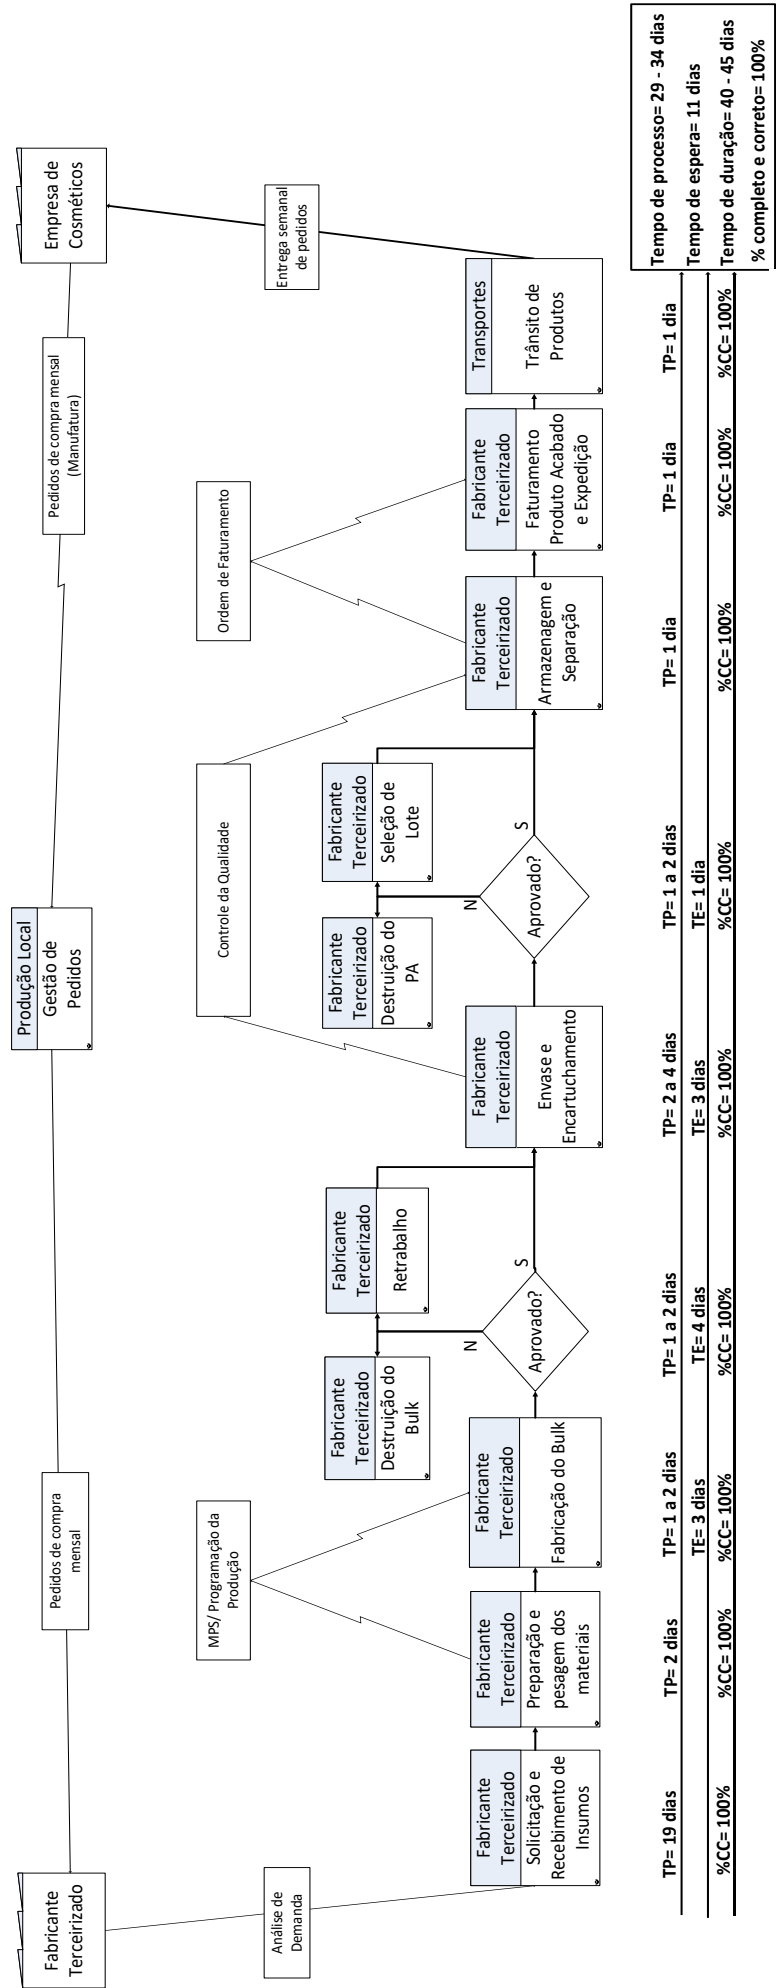 Fabricante
Terceirizado
Pedidos de compra
mensal
Produção Local
Gestão de
Pedidos
Pedidos de compra mensal
(Manufatura)
Empresa de
Cosméticos
Análise de
Demanda
MPS/ Programação da
Produção
Controle da Qualidade
Ordem de Faturamento
Entrega semanal
de pedidos
Fabricante
Terceirizado
Destruição do
Bulk
Fabricante
Terceirizado
Retrabalho
Fabricante
Terceirizado
Destruição do
PA
Fabricante
Terceirizado
Seleção de
Lote
Fabricante
Terceirizado
Solicitação e
Recebimento de
Insumos
Fabricante
Terceirizado
Preparação e
pesagem dos
materiais
Fabricante
Terceirizado
Fabricação do Bulk
N
Aprovado?
S
Fabricante
Terceirizado
Envase e
Encartuchamento
N
Aprovado?
S
Fabricante
Terceirizado
Armazenagem e
Separação
Fabricante
Terceirizado
Faturamento
Produto Acabado
e Expedição
Transportes
Trânsito de
Produtos
TP= 19 dias
TP= 2 dias
TP= 1 a 2 dias
TP= 1 a 2 dias
TP= 2 a 4 dias
TP= 1 a 2 dias
TP= 1 dia
TP= 1 dia
TP= 1 dia
TE= 3 dias
TE= 4 dias
TE= 3 dias
TE= 1 dia
%CC= 100%
%CC= 100%
%CC= 100%
%CC= 100%
%CC= 100%
%CC= 100%
%CC= 100%
%CC= 100%
%CC= 100%
Tempo de processo= 29 - 34 dias
Tempo de espera= 11 dias
Tempo de duração= 40 - 45 dias
% completo e correto= 100%